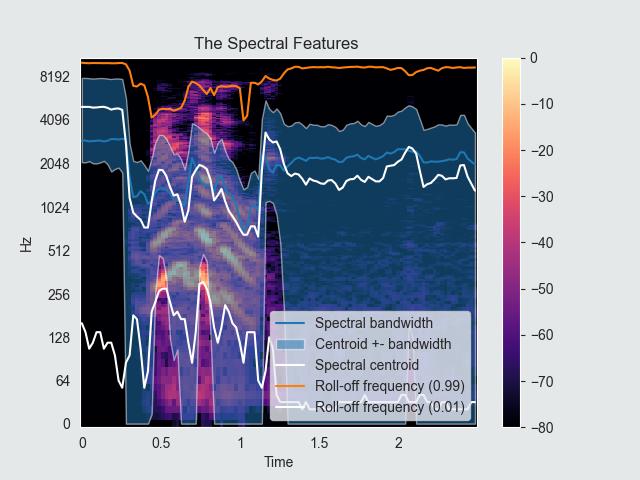 The Spectral Features
Hz
8192
4096
2048
1024
512
256
128
64
0
0
0.5
1
1.5
2
Time
Spectral bandwidth
Centroid +- bandwidth
Spectral centroid
Roll-off frequency (0.99)
Roll-off frequency (0.01)
0
−10
−20
−30
−40
−50
−60
−70
−80